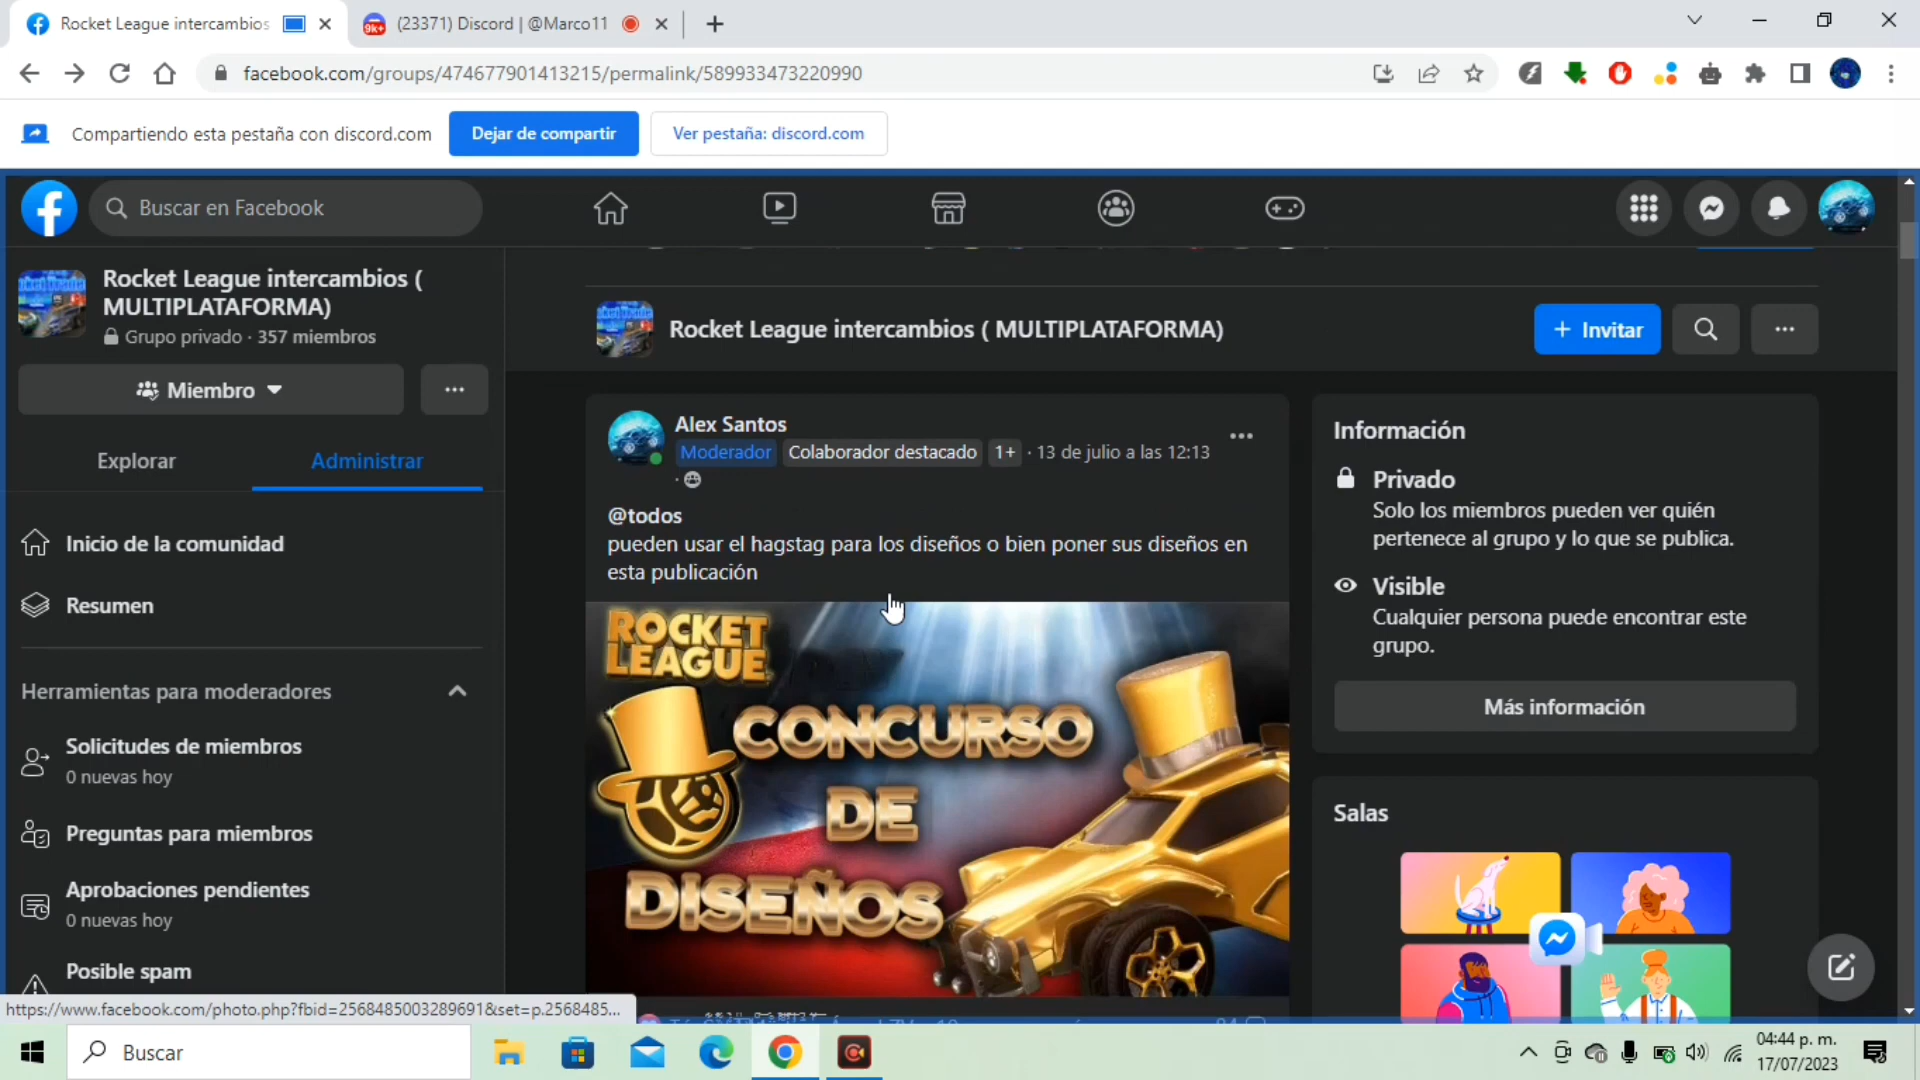 Rocket League intercambios
(23371) Discord | @Marco11
9k+
facebook.com/groups/474677901413215/permalink/589933473220990
Compartiendo esta pestaña con discord.com
Dejar de compartir
Ver pestaña: discord.com
Buscar en Facebook
Rocket League intercambios (
MULTIPLATAFORMA)
Grupo privado · 357 miembros
Miembro
Explorar
Administrar
Inicio de la comunidad
Resumen
Herramientas para moderadores
Solicitudes de miembros
0 nuevas hoy
Preguntas para miembros
Aprobaciones pendientes
0 nuevas hoy
Posible spam
https://www.facebook.com/photo.php?fbid=2568485003289691&set=p.2568485...
Rocket League intercambios ( MULTIPLATAFORMA)
+ Invitar
Alex Santos
Moderador Colaborador destacado 1+ · 13 de julio a las 12:13
@todos
pueden usar el hagstag para los diseños o bien poner sus diseños en
esta publicación
ROCKET
LEAGUE
CONCURSO
DE
DISEÑOS
Información
Privado
Solo los miembros pueden ver quién
pertenece al grupo y lo que se publica.
Visible
Cualquier persona puede encontrar este
grupo.
Más información
Salas
Buscar
04:44 p. m.
17/07/2023